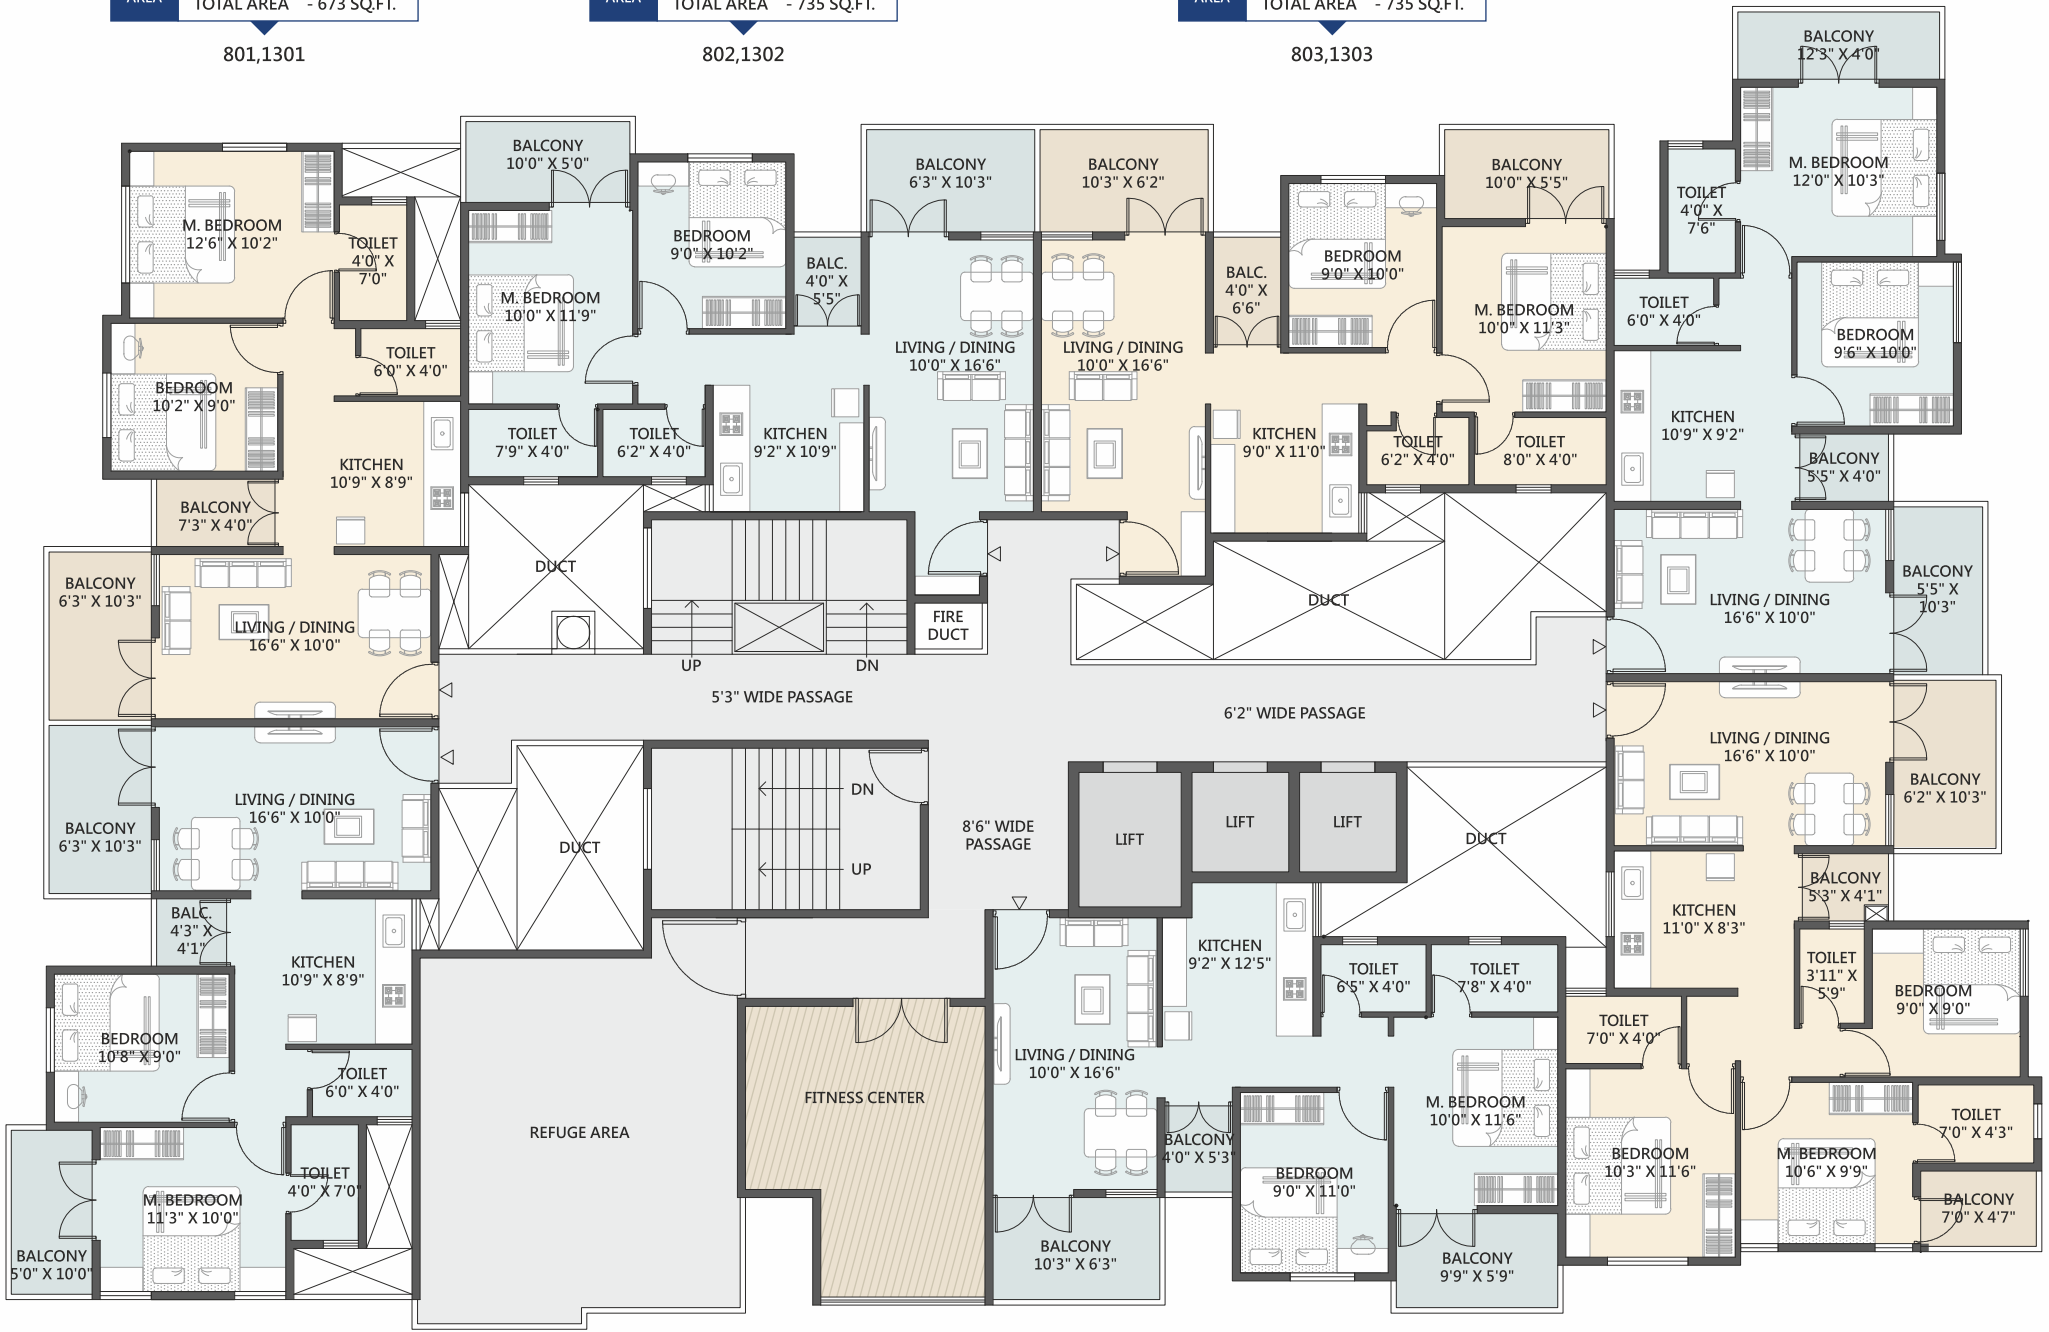 AREA
TOTAL AREA - 673 SQ.FT.
801,1301
AREA
TOTAL AREA - 735 SQ.FT.
802,1302
AREA
TOTAL AREA - 735 SQ.FT.
803,1303
M. BEDROOM
12'6" X 10'2"
TOILET
4'0" X
7'0"
BEDROOM
10'2" X 9'0"
TOILET
6'0" X 4'0"
KITCHEN
10'9" X 8'9"
BALCONY
7'3" X 4'0"
BALCONY
6'3" X 10'3"
LIVING / DINING
16'6" X 10'0"
BALCONY
10'0" X 5'0"
BEDROOM
9'0" X 10'2"
M. BEDROOM
10'0" X 11'9"
BALC.
4'0" X
5'5"
BALCONY
6'3" X 10'3"
LIVING / DINING
10'0" X 16'6
TOILET
7'9" X 4'0"
TOILET
6'2" X 4'0"
KITCHEN
9'2" X 10'9"
BALCONY
10'3" X 6'2"
LIVING / DINING
10'0" X 16'6"
BALC.
4'0" X
6'6"
BEDROOM
9'0" X 10'0"
BALCONY
10'0" X 5'5"
M. BEDROOM
10'0" X 11'3"
KITCHEN
9'0" X 11'0"
TOILET
6'2" X 4'0"
TOILET
8'0" X 4'0"
BALCONY
12'3" X 4'0"
M. BEDROOM
12'0" X 10'3"
TOILET
4'0" X
7'6"
TOILET
6'0" X 4'0"
BEDROOM
9'6" X 10'0"
KITCHEN
10'9" X 9'2"
BALCONY
5'5" X 4'0"
LIVING / DINING
16'6" X 10'0"
BALCONY
5'5" X
10'3"
DUCT
UP
DN
FIRE
DUCT
DUCT
5'3" WIDE PASSAGE
6'2" WIDE PASSAGE
BALCONY
6'3" X 10'3"
LIVING / DINING
16'6" X 10'0"
BALC.
4'3" X
4'1"
KITCHEN
10'9" X 8'9"
BEDROOM
10'8" X 9'0"
TOILET
6'0" X 4'0"
TOILET
4'0" X 7'0"
M. BEDROOM
11'3" X 10'0"
BALCONY
5'0" X 10'0"
DUCT
DN
UP
8'6" WIDE
PASSAGE
LIFT
LIFT
LIFT
DUCT
REFUGE AREA
FITNESS CENTER
LIVING / DINING
10'0" X 16'6"
KITCHEN
9'2" X 12'5"
TOILET
6'5" X 4'0"
TOILET
7'8" X 4'0"
M. BEDROOM
10'0" X 11'6"
BALCONY
4'0" X 5'3"
BEDROOM
9'0" X 11'0"
BALCONY
10'3" X 6'3"
BALCONY
9'9" X 5'9"
LIVING / DINING
16'6" X 10'0"
BALCONY
6'2" X 10'3"
BALCONY
5'3" X 4'1"
KITCHEN
11'0" X 8'3"
TOILET
3'11" X
5'9"
BEDROOM
9'0" X 9'0"
TOILET
7'0" X 4'0"
BEDROOM
10'3" X 11'6"
M. BEDROOM
10'6" X 9'9"
TOILET
7'0" X 4'3"
BALCONY
7'0" X 4'7"